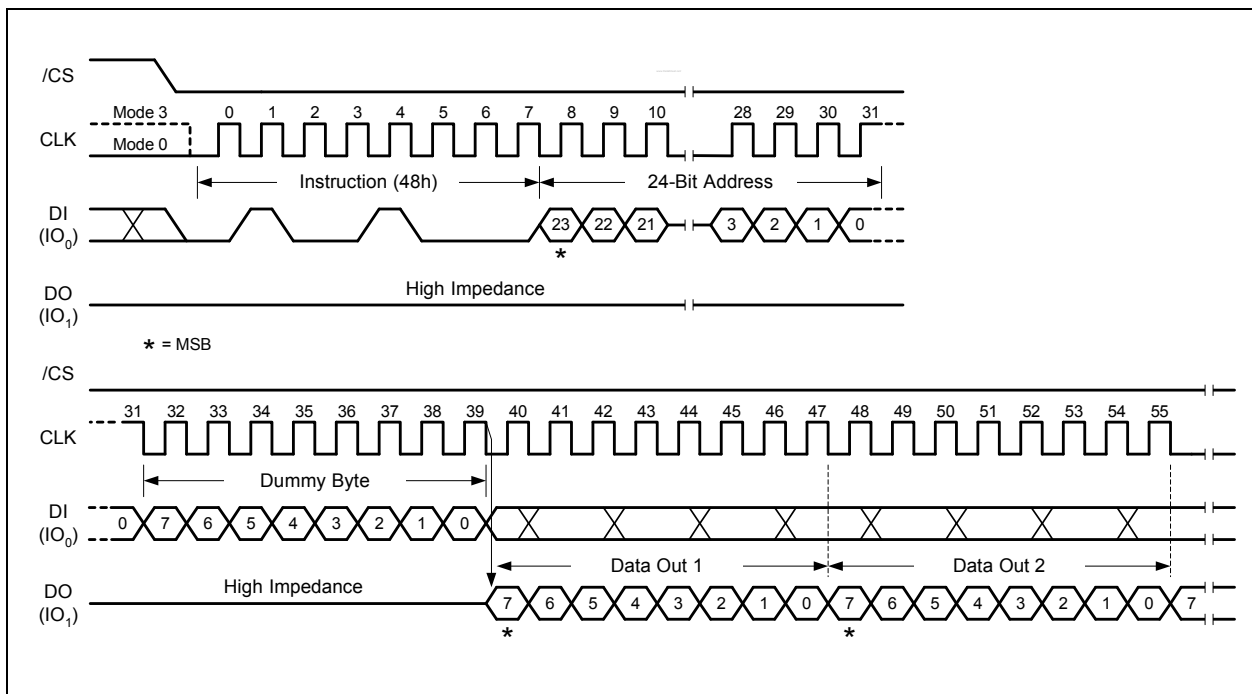 /CS
Mode 3 0 1 2 3 4 5 6 7 8 9 10 28 29 30 31
CLK
Mode 0
Instruction (48h) 24-Bit Address
DI
(IO0)
23 22 21 3 2 1 0
*
High Impedance
DO
(IO1)
* = MSB
/CS
31 32 33 34 35 36 37 38 39 40 41 42 43 44 45 46 47 48 49 50 51 52 53 54 55
CLK
Dummy Byte
DI
(IO0)
0 7 6 5 4 3 2 1 0
Data Out 1 Data Out 2
High Impedance
DO
(IO1)
7 6 5 4 3 2 1 0 7 6 5 4 3 2 1 0 7
* *